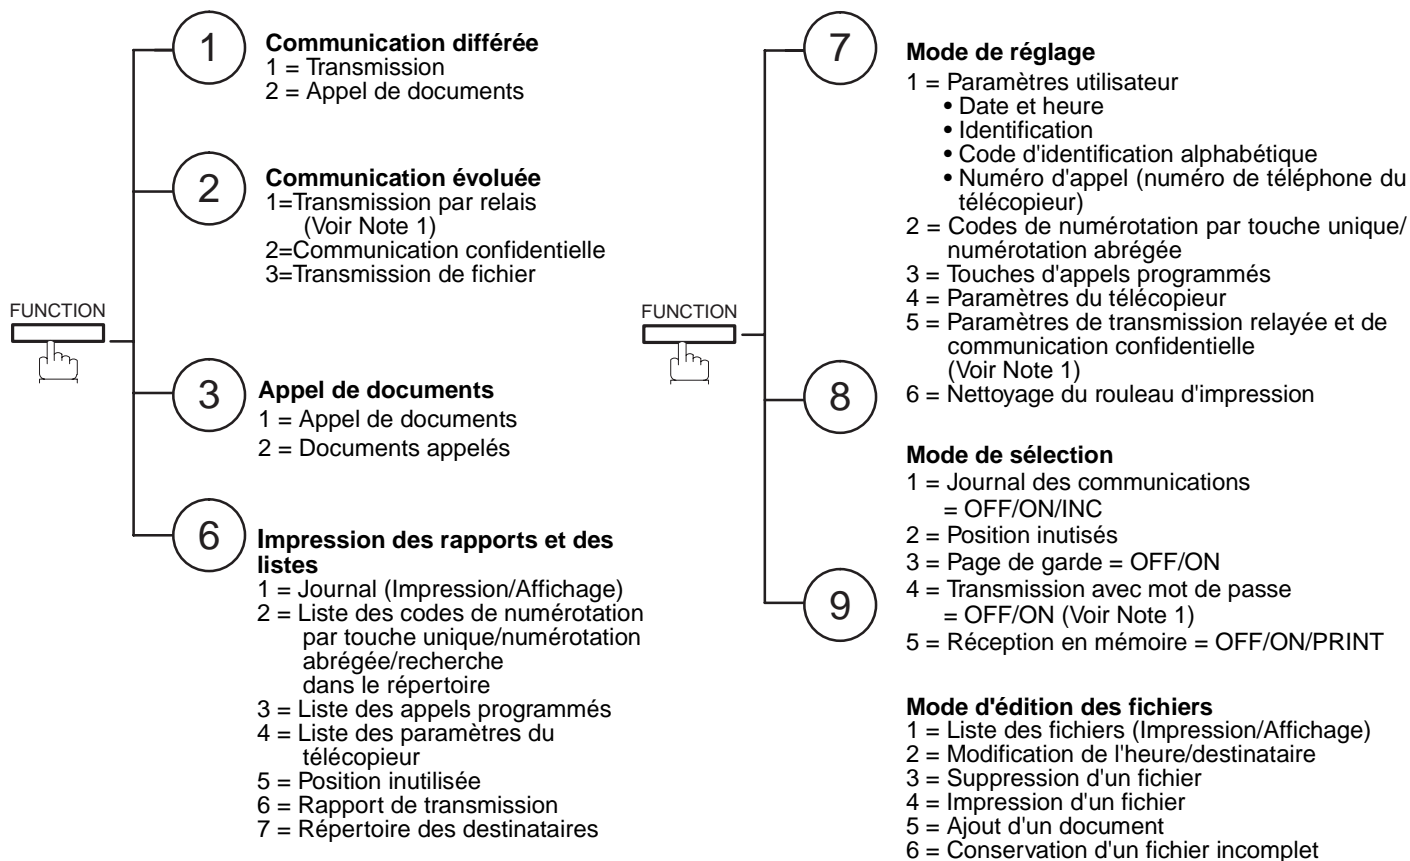 1
Communication différée
1 = Transmission
2 = Appel de documents
2
Communication évoluée
1=Transmission par relais
(Voir Note 1)
2=Communication confidentielle
3=Transmission de fichier
FUNCTION
3
Appel de documents
1 = Appel de documents
2 = Documents appelés
6
Impression des rapports et des
listes
1 = Journal (Impression/Affichage)
2 = Liste des codes de numérotation
par touche unique/numérotation
abrégée/recherche
dans le répertoire
3 = Liste des appels programmés
4 = Liste des paramètres du
télécopieur
5 = Position inutilisée
6 = Rapport de transmission
7 = Répertoire des destinataires
7
Mode de réglage
1 = Paramètres utilisateur
• Date et heure
• Identification
• Code d'identification alphabétique
• Numéro d'appel (numéro de téléphone du
télécopieur)
2 = Codes de numérotation par touche unique/
numérotation abrégée
3 = Touches d'appels programmés
4 = Paramètres du télécopieur
5 = Paramètres de transmission relayée et de
communication confidentielle
(Voir Note 1)
6 = Nettoyage du rouleau d'impression
FUNCTION
8
Mode de sélection
1 = Journal des communications
= OFF/ON/INC
2 = Position inutisés
3 = Page de garde = OFF/ON
4 = Transmission avec mot de passe
= OFF/ON (Voir Note 1)
5 = Réception en mémoire = OFF/ON/PRINT
9
Mode d'édition des fichiers
1 = Liste des fichiers (Impression/Affichage)
2 = Modification de l'heure/destinataire
3 = Suppression d'un fichier
4 = Impression d'un fichier
5 = Ajout d'un document
6 = Conservation d'un fichier incomplet